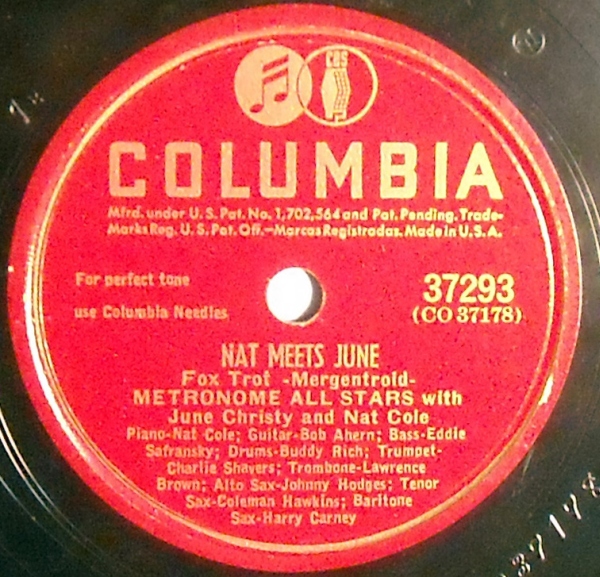 CBS
COLUMBIA
Mfrd. under U.S. Pat. No. 1,702,564 and Pat. Pending. Trade-
Marks Reg. U.S. Pat. Off.—Marcas Registradas. Made in U.S.A.
For perfect tone
use Columbia Needles
37293
(CO 37178)
NAT MEETS JUNE
Fox Trot -Mergentroid-
METRONOME ALL STARS with
June Christy and Nat Cole
Piano-Nat Cole; Guitar-Bob Ahern; Bass-Eddie
Safransky; Drums-Buddy Rich; Trumpet-
Charlie Shavers; Trombone-Lawrence
Brown; Alto Sax-Johnny Hodges; Tenor
Sax-Coleman Hawkins; Baritone
Sax-Harry Carney
37178